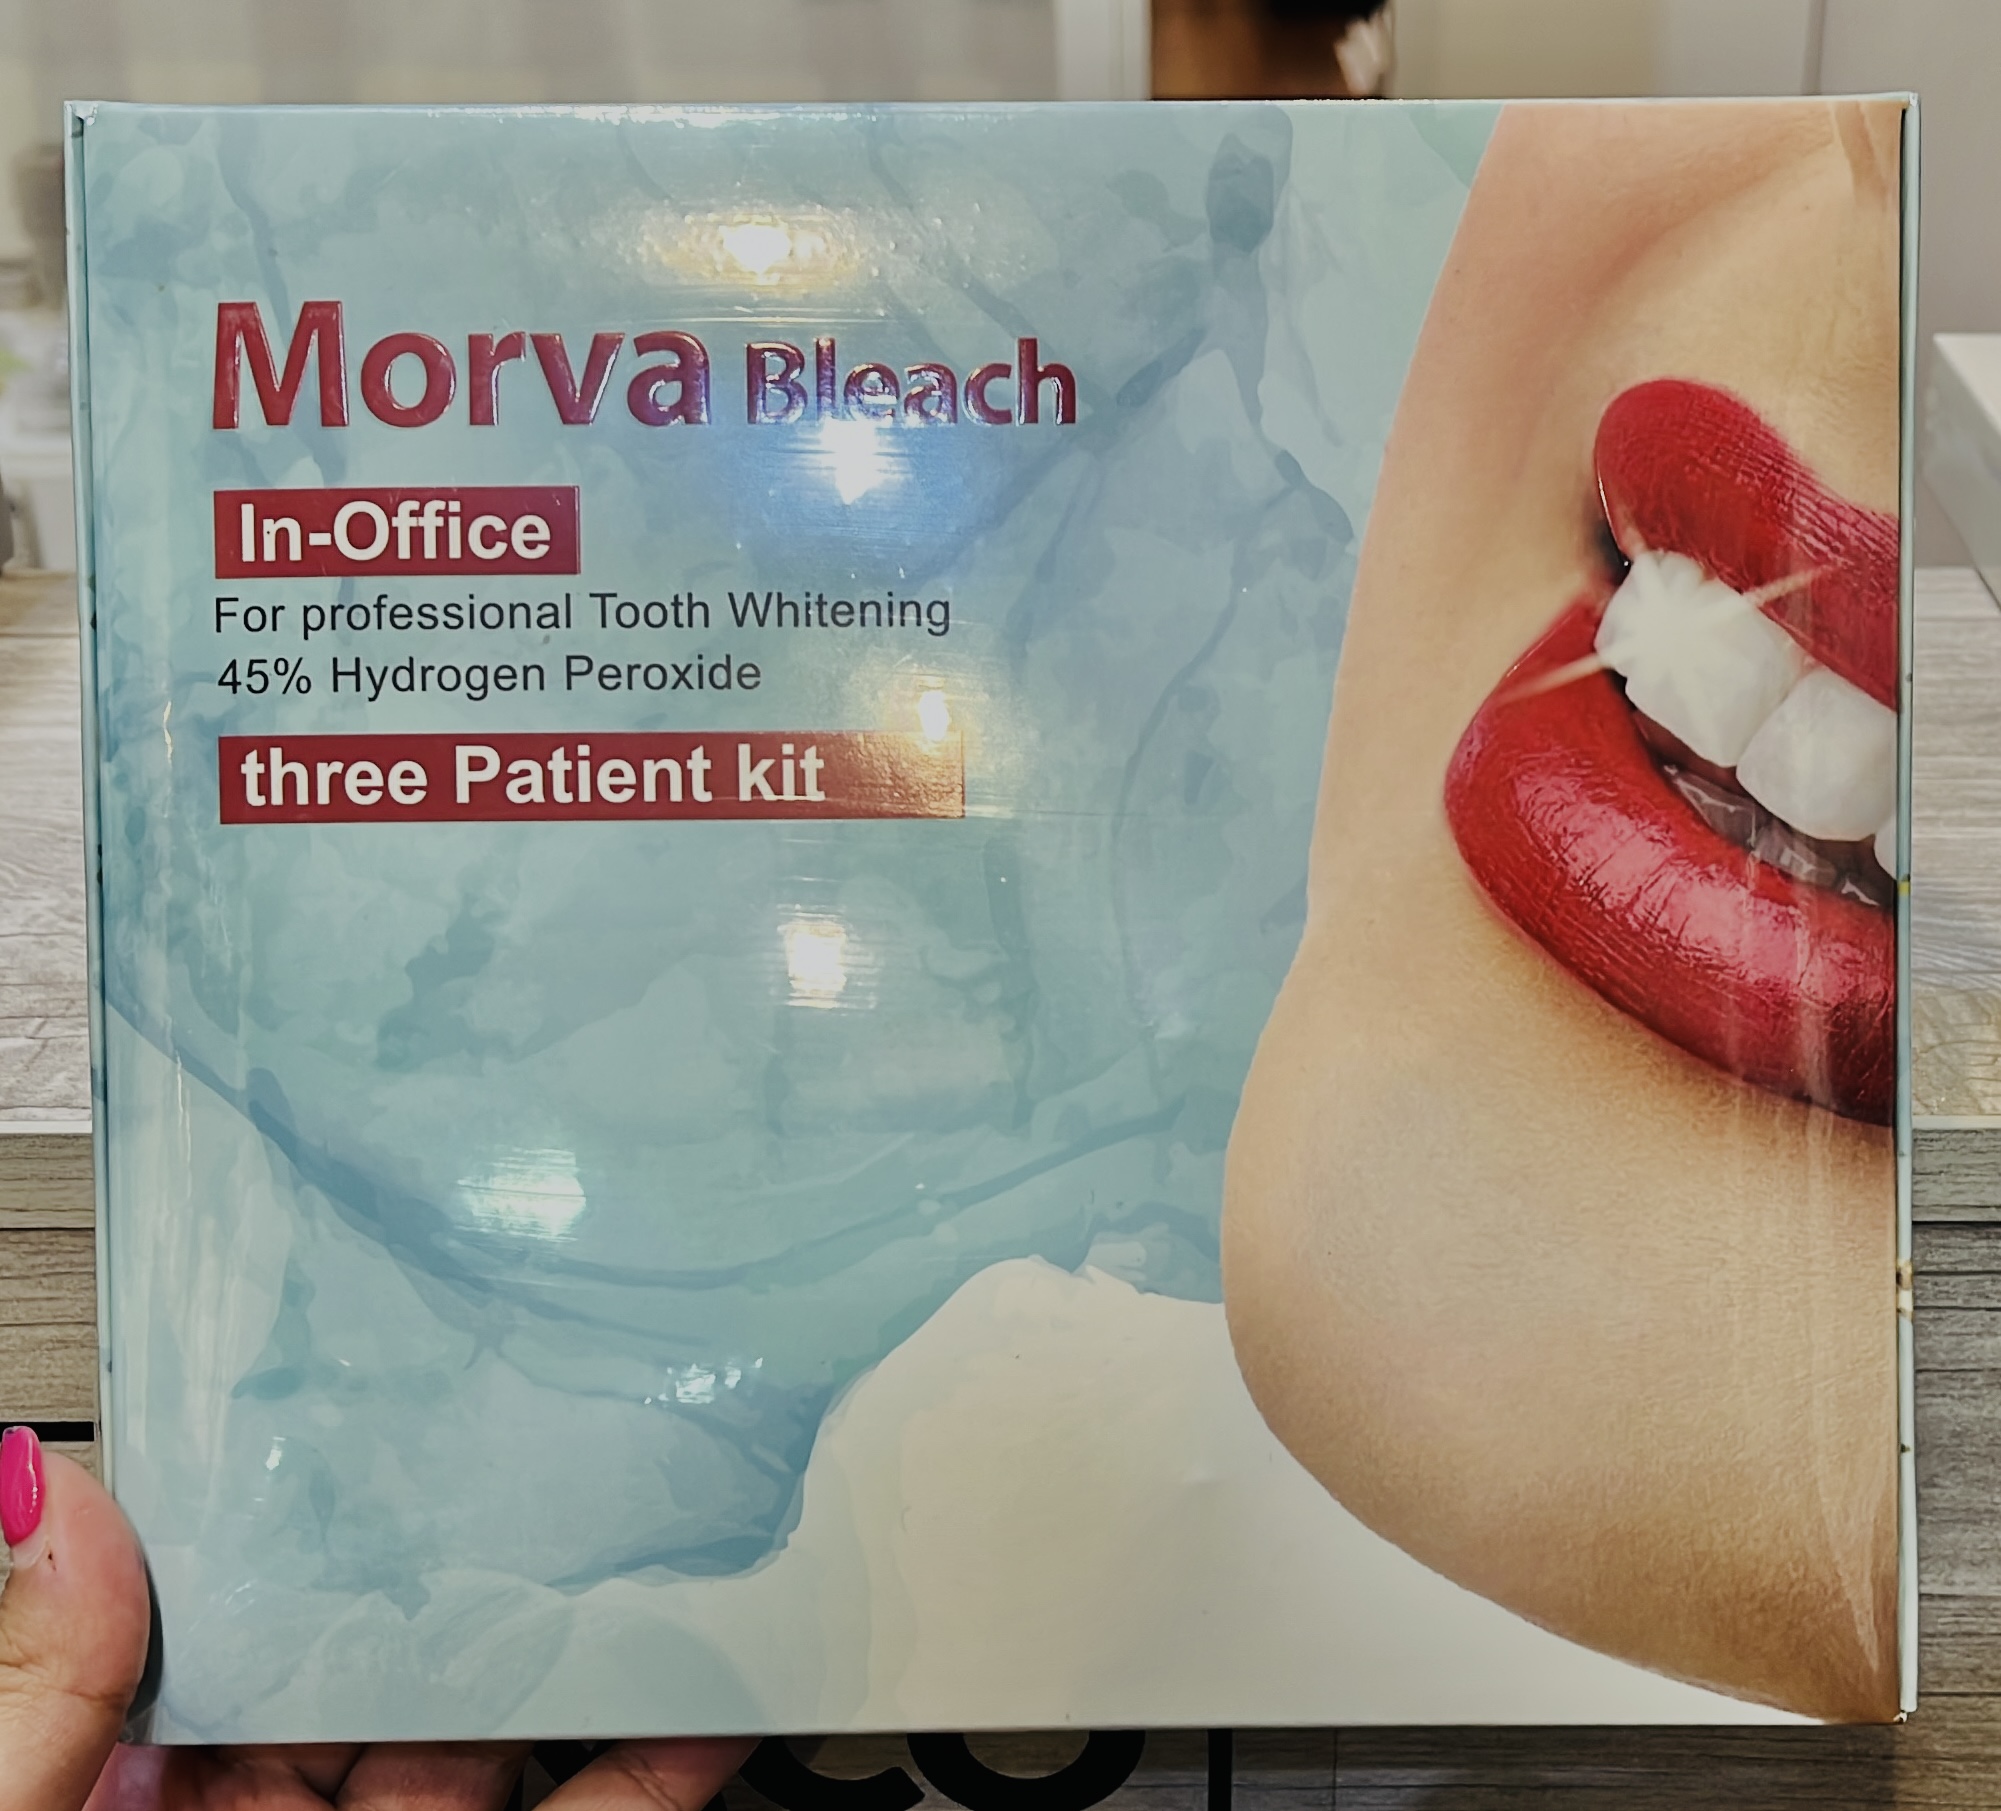 Morva Bleach
In-Office
For professional Tooth Whitening
45% Hydrogen Peroxide
three Patient kit